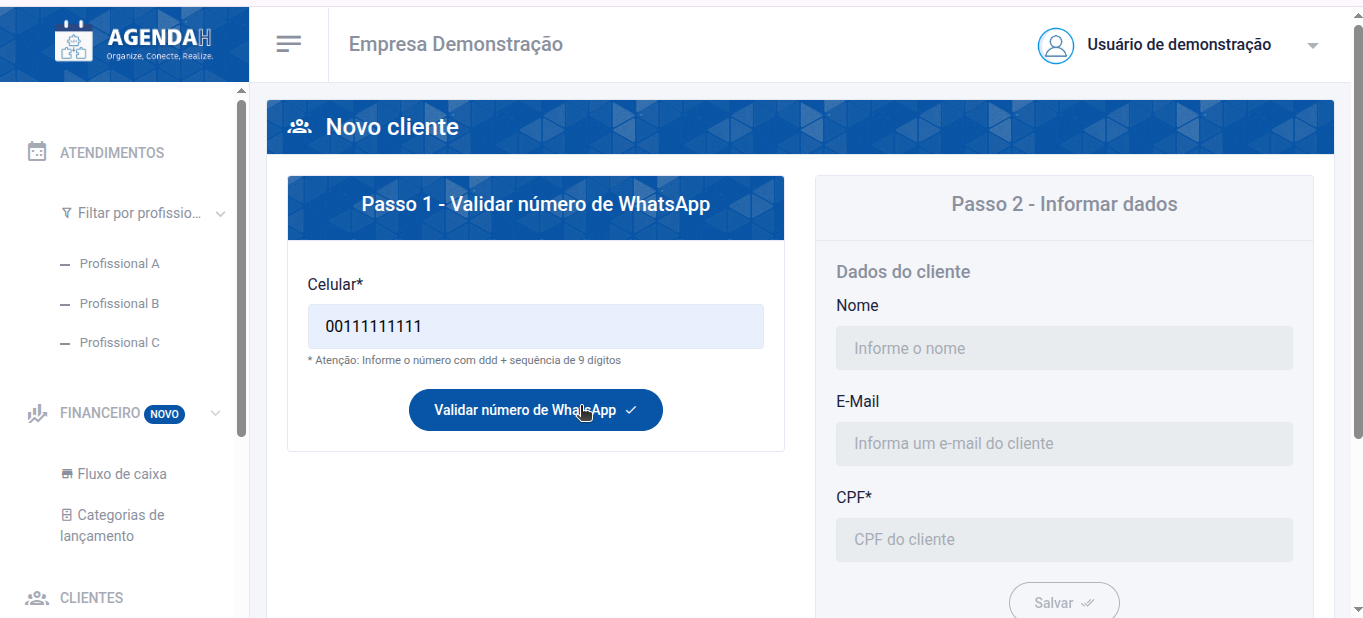 AGENDAH
Organize, Conecte, Realize.
Empresa Demonstração
Usuário de demonstração
ATENDIMENTOS
Filtar por profissio...
Profissional A
Profissional B
Profissional C
FINANCEIRO NOVO
Fluxo de caixa
Categorias de
lançamento
CLIENTES
Novo cliente
Passo 1 - Validar número de WhatsApp
Celular*
00111111111
* Atenção: Informe o número com ddd + sequência de 9 dígitos
Validar número de WhatsApp
Passo 2 - Informar dados
Dados do cliente
Nome
Informe o nome
E-Mail
Informa um e-mail do cliente
CPF*
CPF do cliente
Salvar